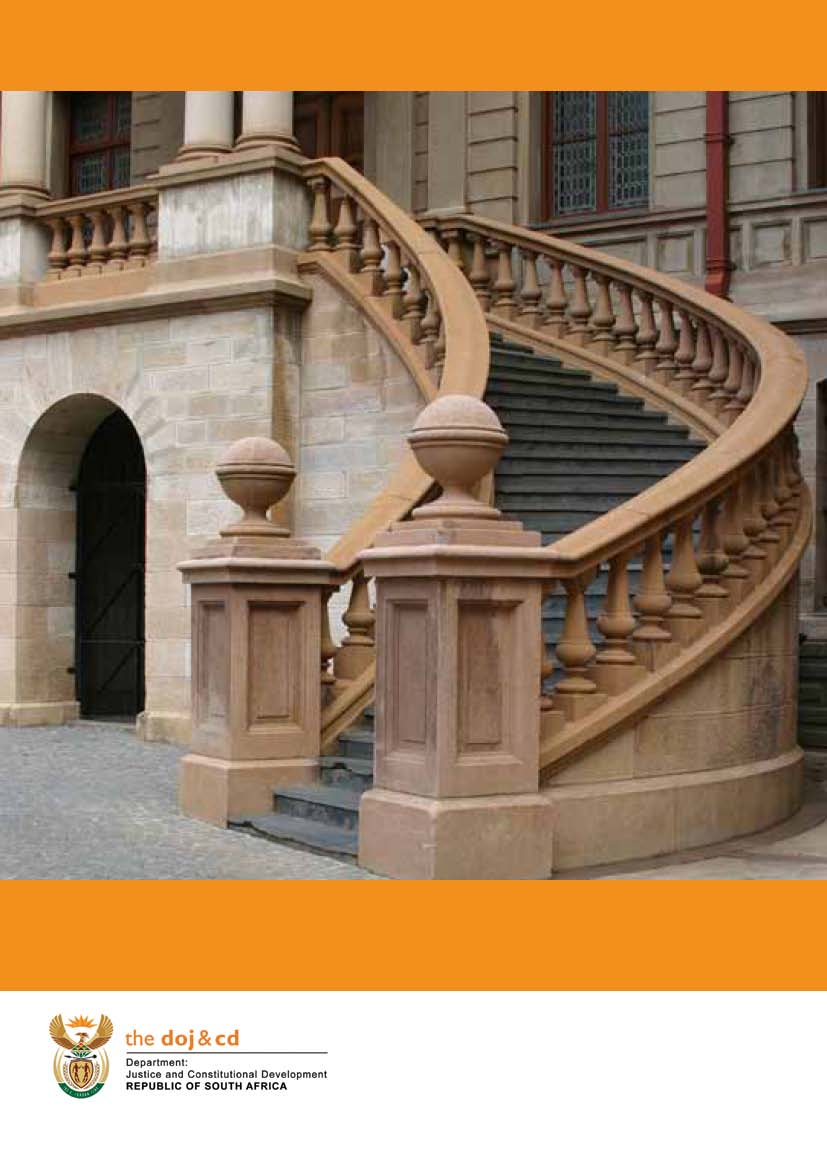 the doj & cd
Department:
Justice and Constitutional Development
REPUBLIC OF SOUTH AFRICA